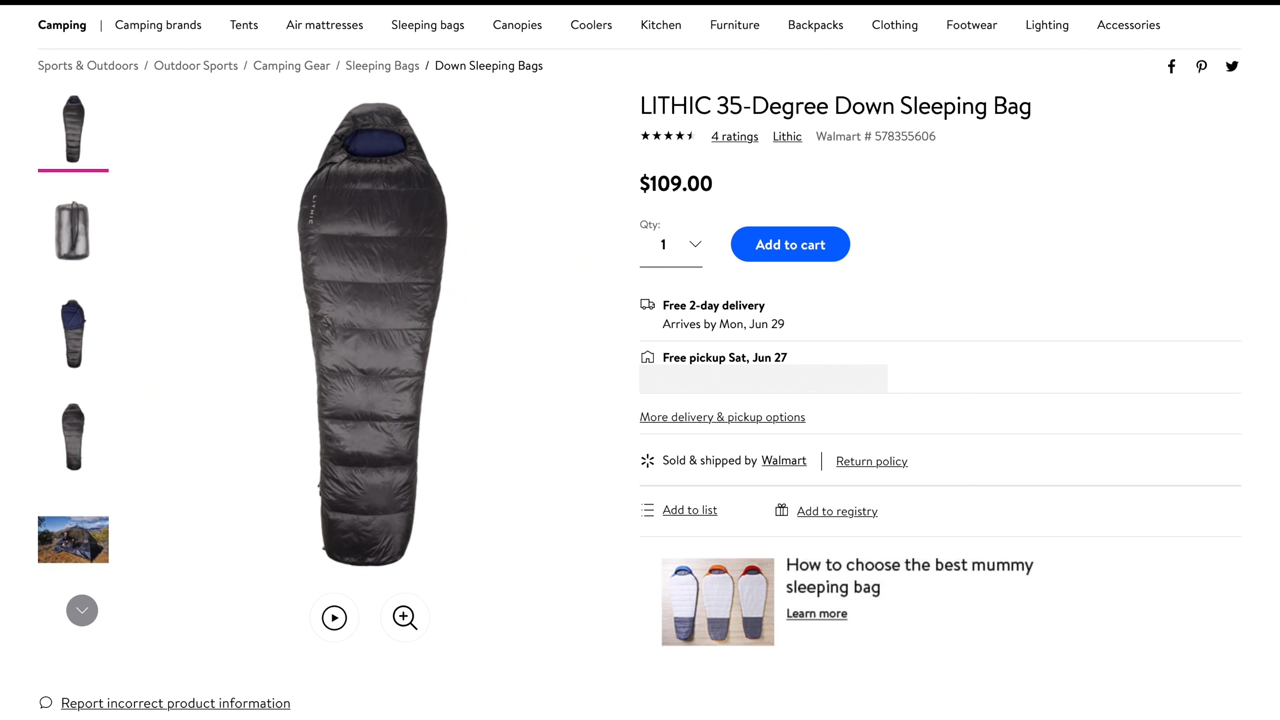 Camping | Camping brands Tents Air mattresses Sleeping bags Canopies Coolers Kitchen Furniture Backpacks Clothing Footwear Lighting Accessories
Sports & Outdoors / Outdoor Sports / Camping Gear / Sleeping Bags / Down Sleeping Bags
LITHIC 35-Degree Down Sleeping Bag
4 ratings Lithic Walmart # 578355606
$109.00
Qty:
1
Add to cart
Free 2-day delivery
Arrives by Mon, Jun 29
Free pickup Sat, Jun 27
More delivery & pickup options
Sold & shipped by Walmart | Return policy
Add to list
Add to registry
How to choose the best mummy
sleeping bag
Learn more
LITHIC
Report incorrect product information